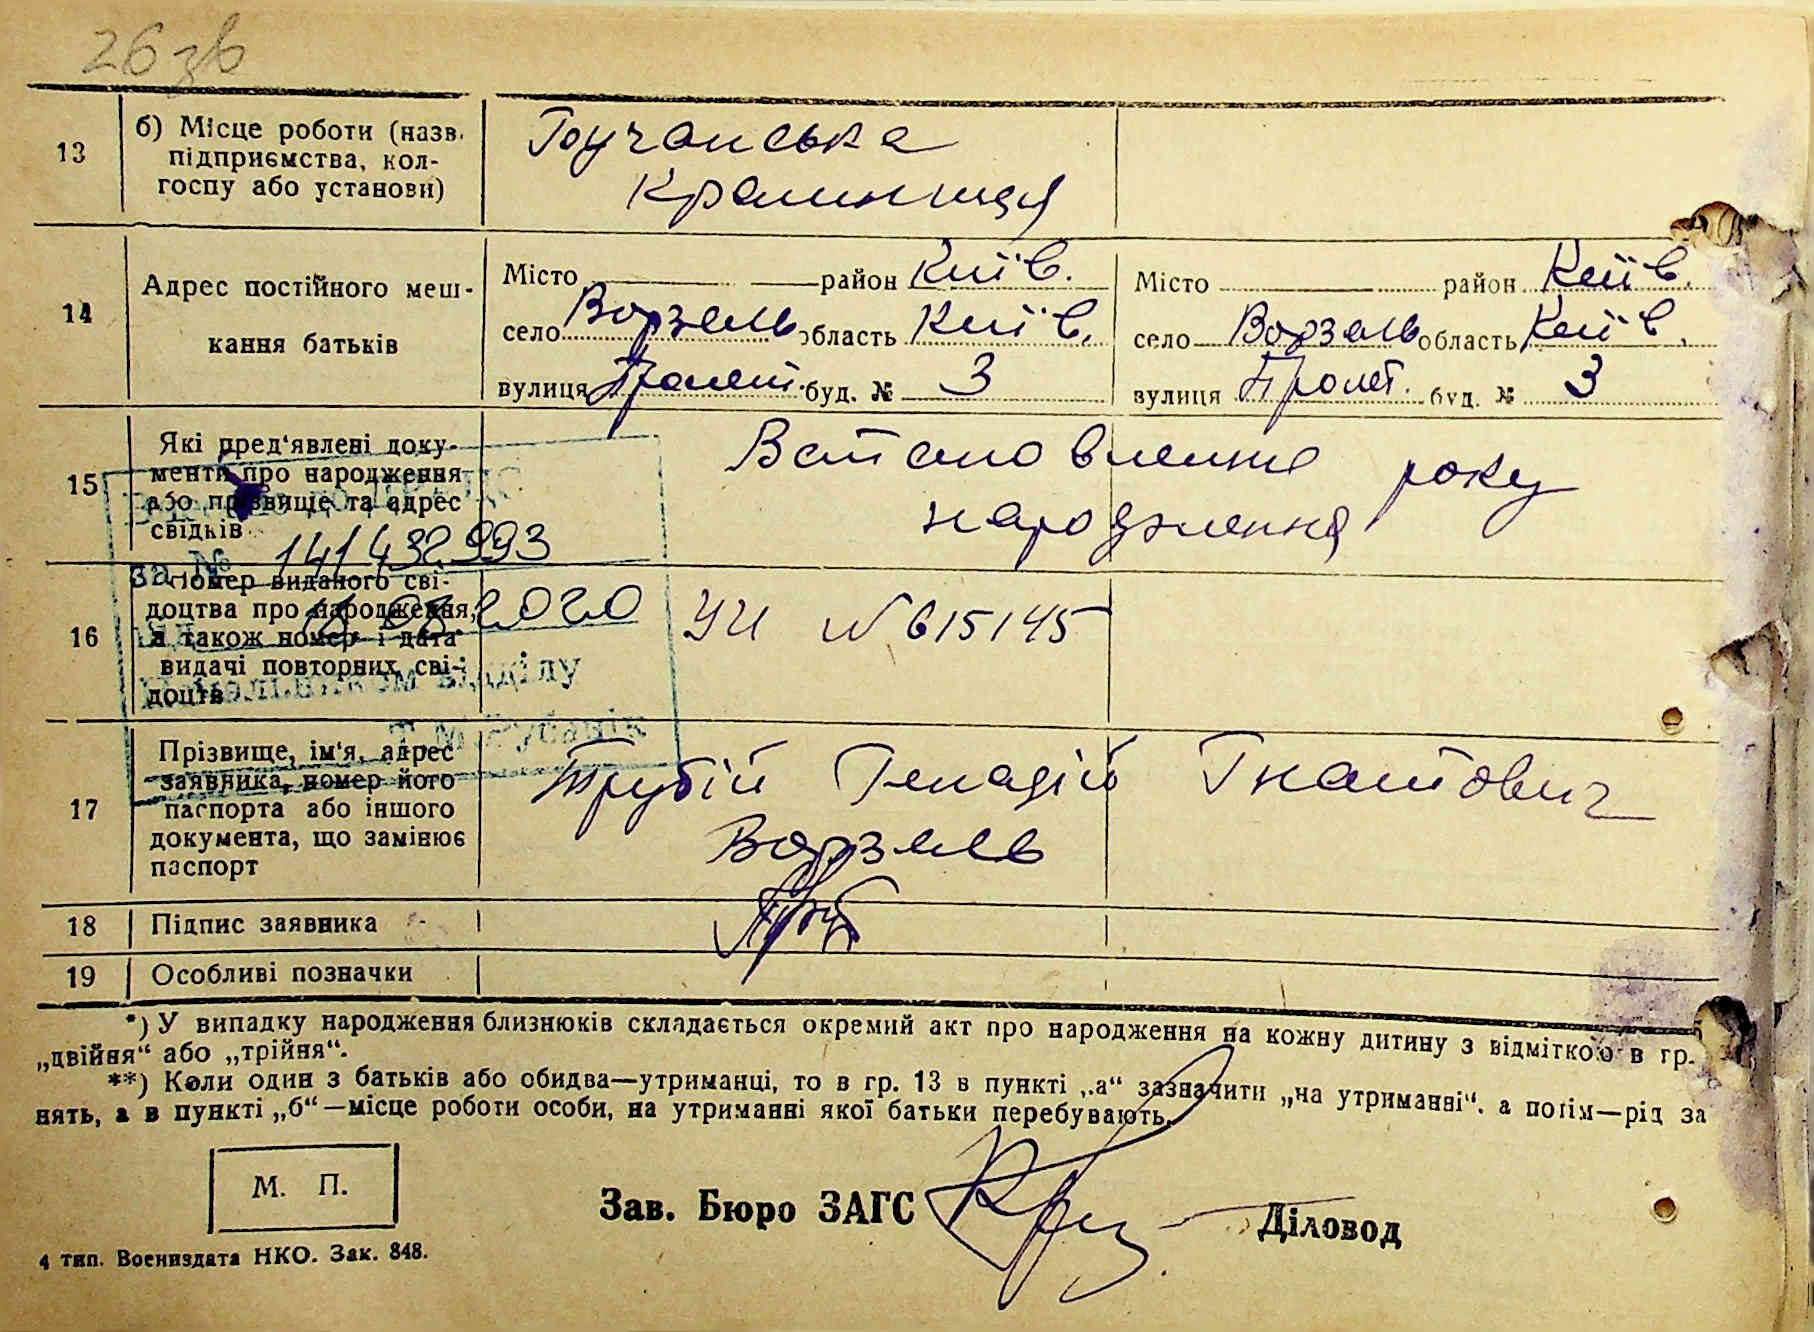 26 зв
13
б) Місце роботи (назв.
підприємства, кол-
госпу або установи)
Бучанська
Крамниця
14
Адрес постійного меш-
кання батьків
Місто район Київ.
село Ворзель область Київ.
вулиця Пролет. буд. № 3
Місто район Київ.
село Ворзель область Київ.
вулиця Пролет. буд. № 3
15
Які пред'явлені доку-
менти про народження
або прізвище та адрес
свідків
Встановлення року
народження
за № 141432993
2020
відділу
16
Номер виданого сві-
доцтва про народження,
а також номер і дата
видачі повторних сві-
доцтв
УИ № 615145
17
Прізвище, ім'я, адрес
заявника, номер його
паспорта або іншого
документа, що замінює
паспорт
Трубій Генадій Гнатович
Ворзель
18 Підпис заявника
19 Особливі позначки
*) У випадку народження близнюків складається окремий акт про народження на кожну дитину з відміткою в гр.
„двійня“ або „трійня“.
**) Коли один з батьків або обидва—утриманці, то в гр. 13 в пункті „а“ зазначити „на утриманні“. а потім—рід за
нять, а в пункті „б“—місце роботи особи, на утриманні якої батьки перебувають.
М. П.
Зав. Бюро ЗАГС
Діловод
4 тип. Воениздата НКО. Зак. 848.